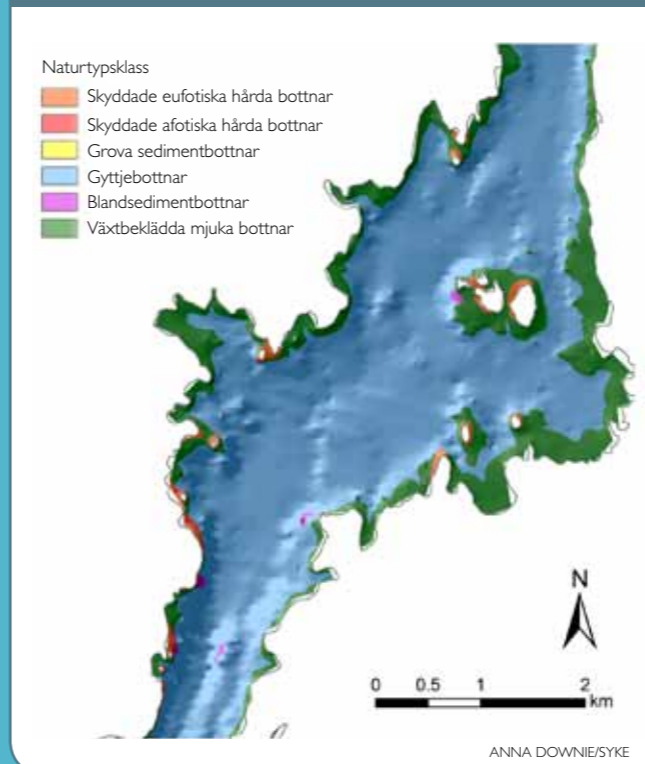 Naturtypsklass
Skyddade eufotiska hårda bottnar
Skyddade afotiska hårda bottnar
Grova sedimentbottnar
Gyttjebottnar
Blandsedimentbottnar
Växtbeklädda mjuka bottnar
N
0 0.5 1 2
km
ANNA DOWNIE/SYKE